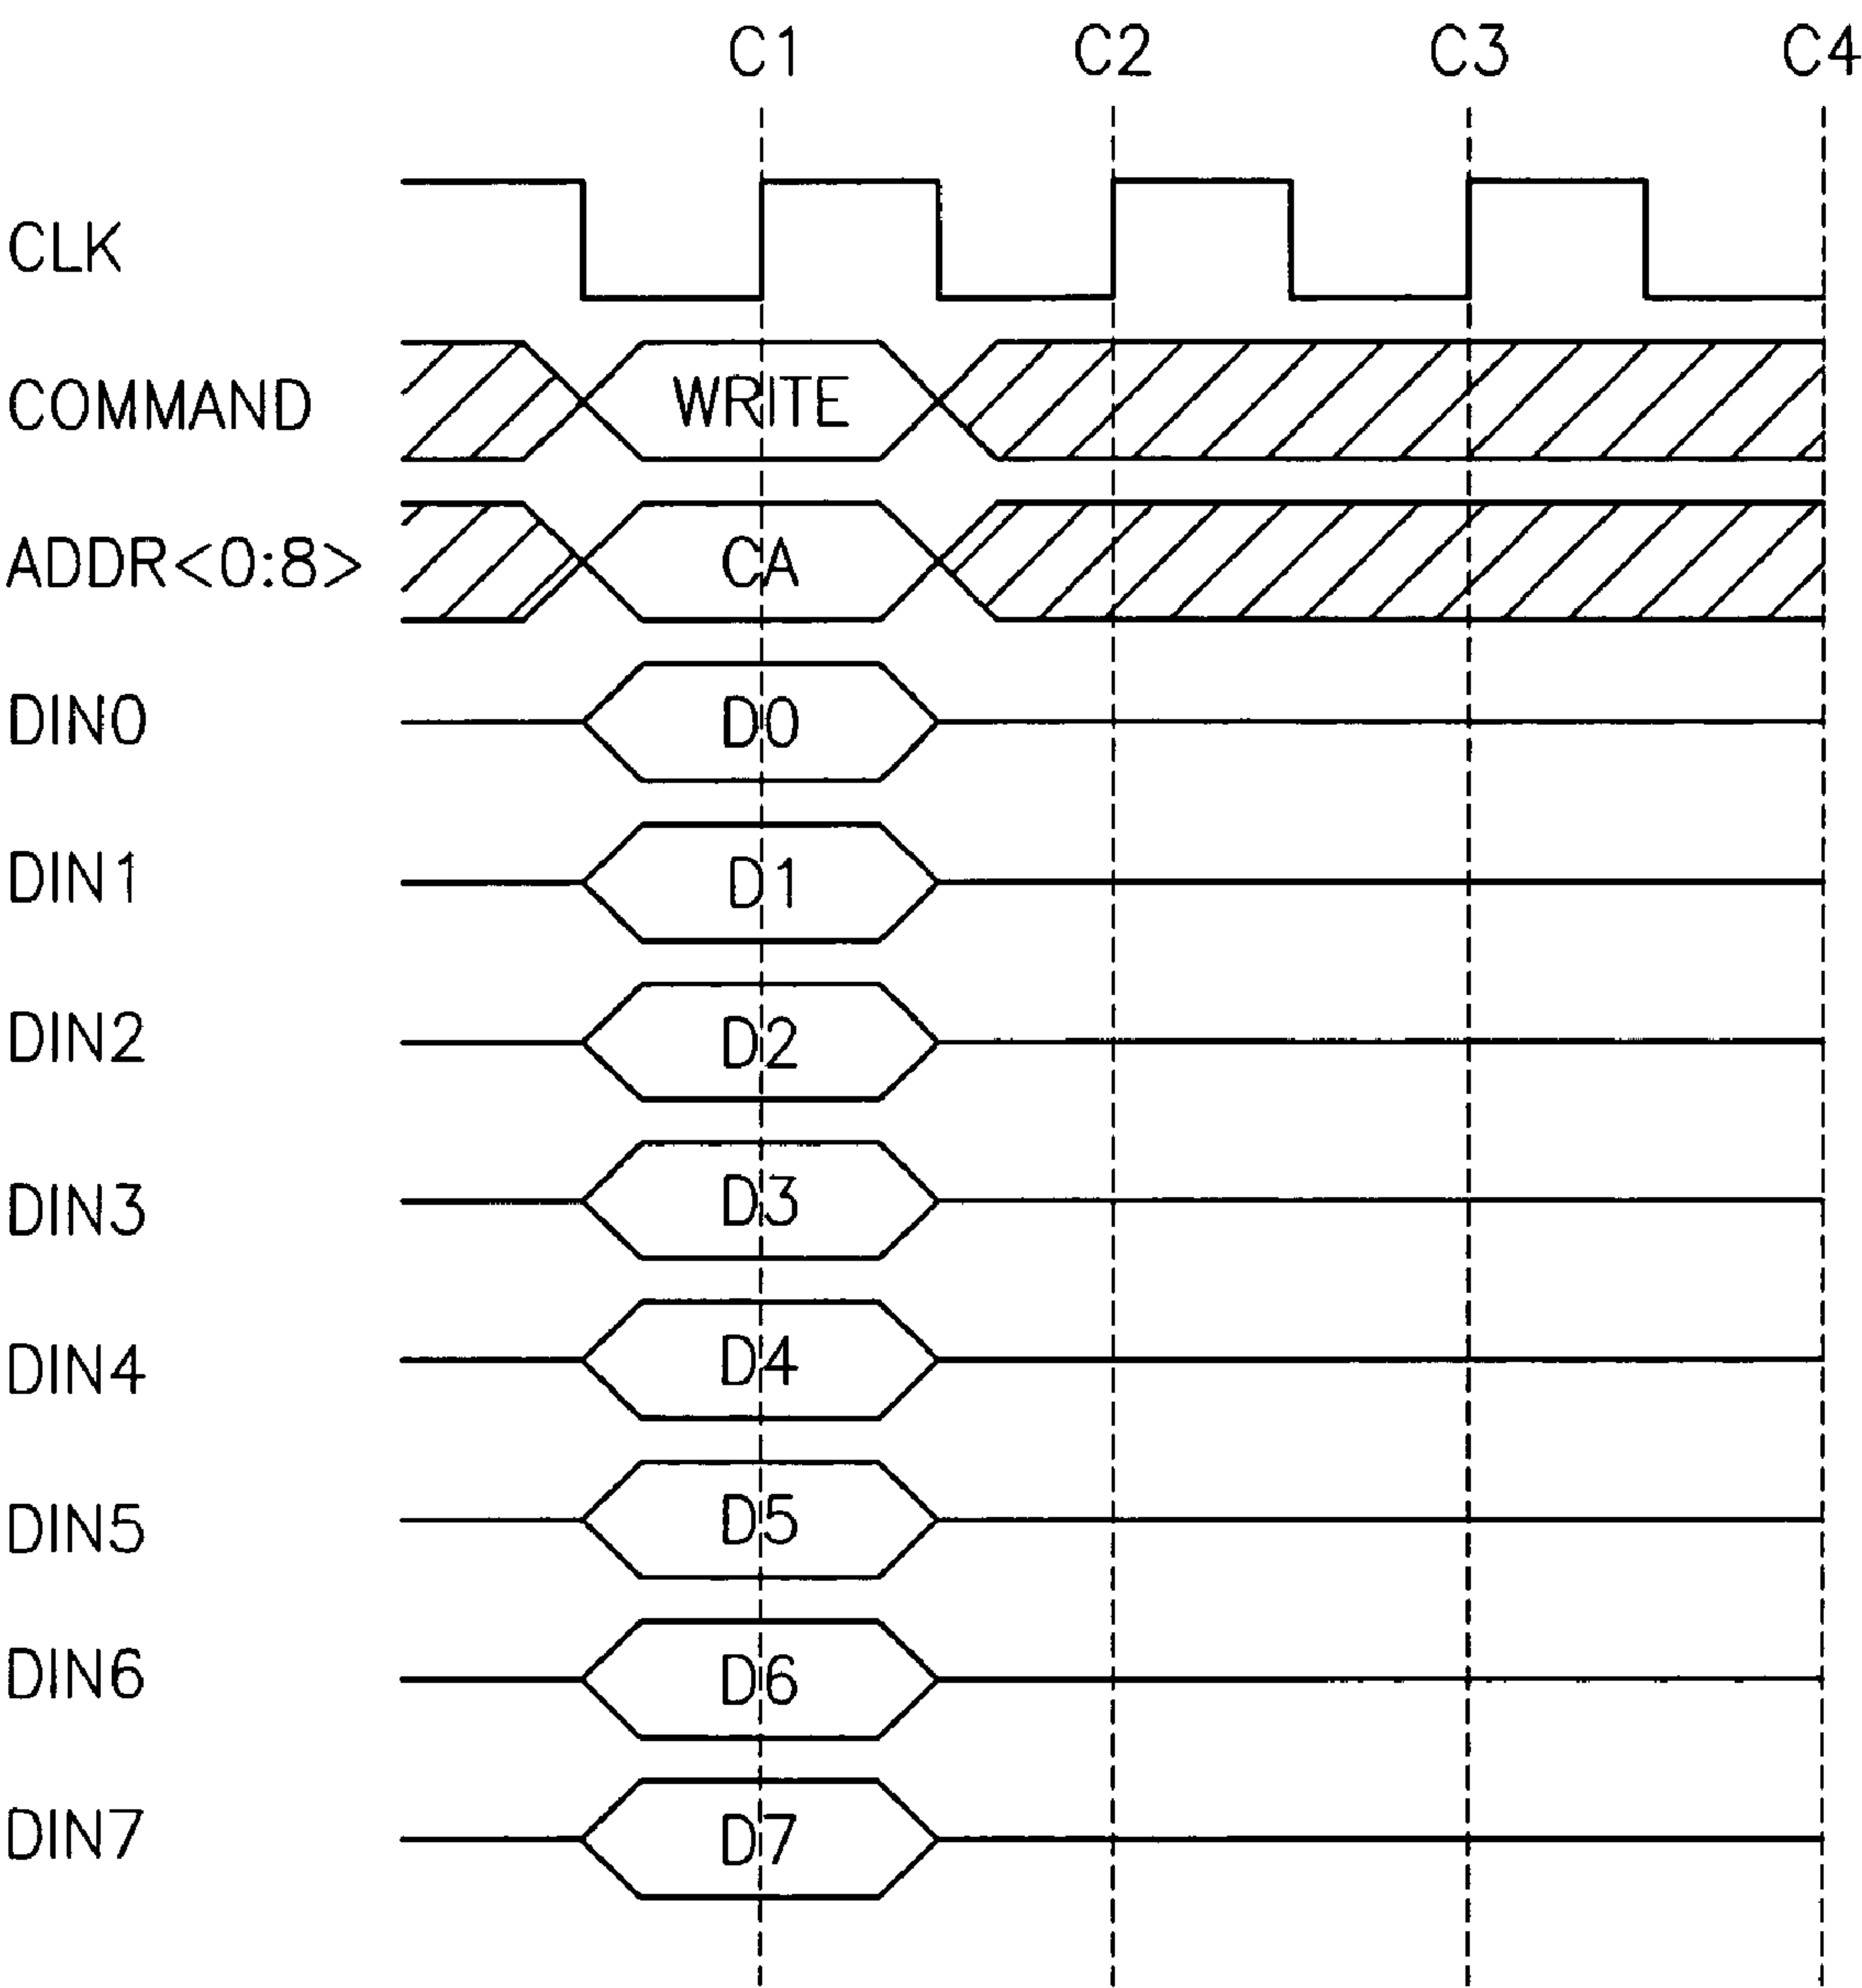 C1 C2 C3 C4
CLK
COMMAND WRITE
ADDR<0:8> CA
DIN0 D0
DIN1 D1
DIN2 D2
DIN3 D3
DIN4 D4
DIN5 D5
DIN6 D6
DIN7 D7